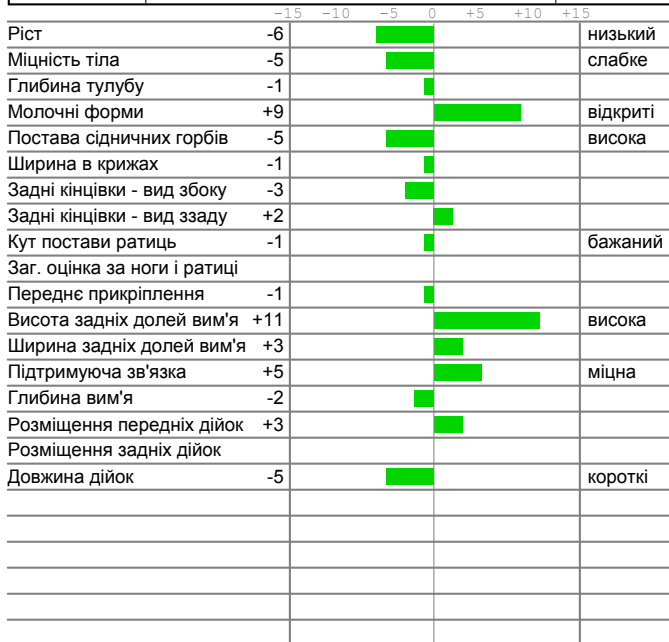 -15 -10 -5 0 +5 +10 +15
Ріст -6 низький
Міцність тіла -5 слабке
Глибина тулубу -1
Молочні форми +9 відкриті
Постава сідничних горбів -5 висока
Ширина в крижах -1
Задні кінцівки - вид збоку -3
Задні кінцівки - вид ззаду +2
Кут постави ратиць -1 бажаний
Заг. оцінка за ноги і ратиці
Переднє прикріплення -1
Висота задніх долей вим'я +11 висока
Ширина задніх долей вим'я +3
Підтримуюча зв'язка +5 міцна
Глибина вим'я -2
Розміщення передніх дійок +3
Розміщення задніх дійок
Довжина дійок -5 короткі